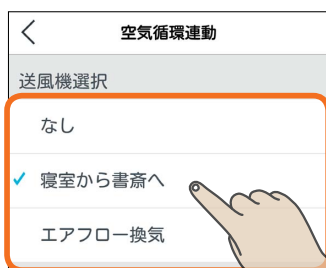 空気循環連動
送風機選択
なし
寝室から書斎へ
エアフロー換気